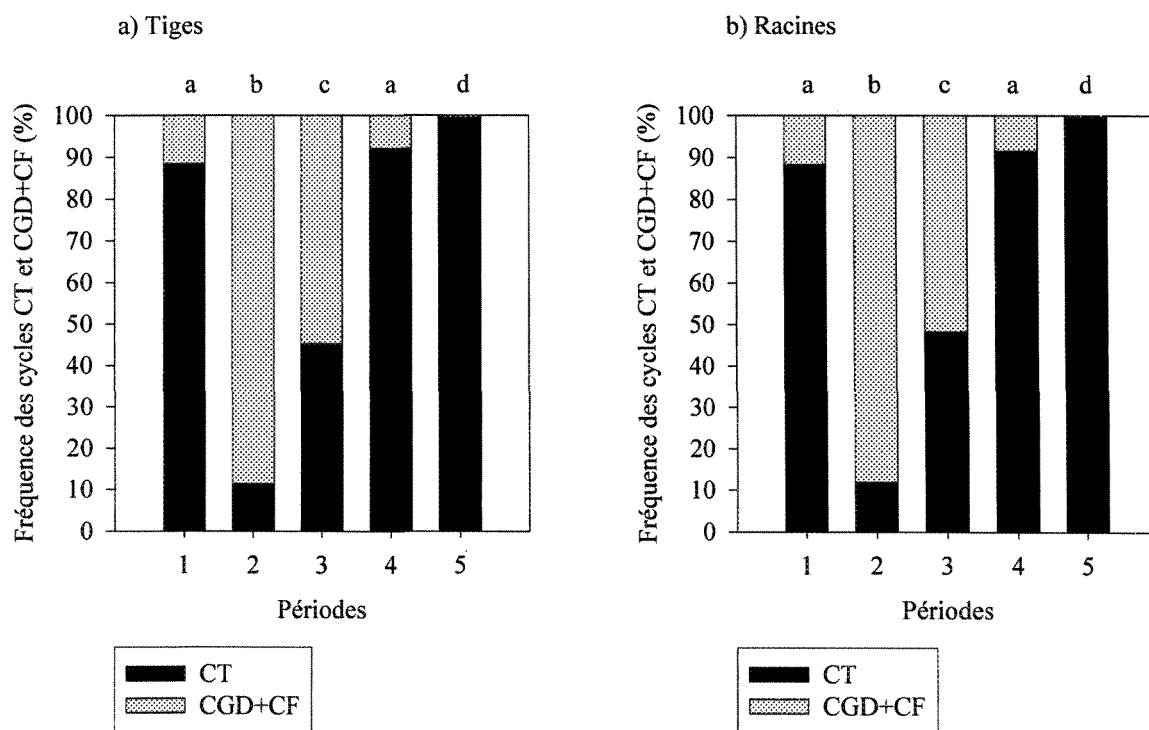 a) Tiges
a b c a d
Fréquence des cycles CT et CGD+CF (%)
100
90
80
70
60
50
40
30
20
10
0
1 2 3 4 5
Périodes
CT
CGD+CF
b) Racines
a b c a d
Fréquence des cycles CT et CGD+CF (%)
100
90
80
70
60
50
40
30
20
10
0
1 2 3 4 5
Périodes
CT
CGD+CF